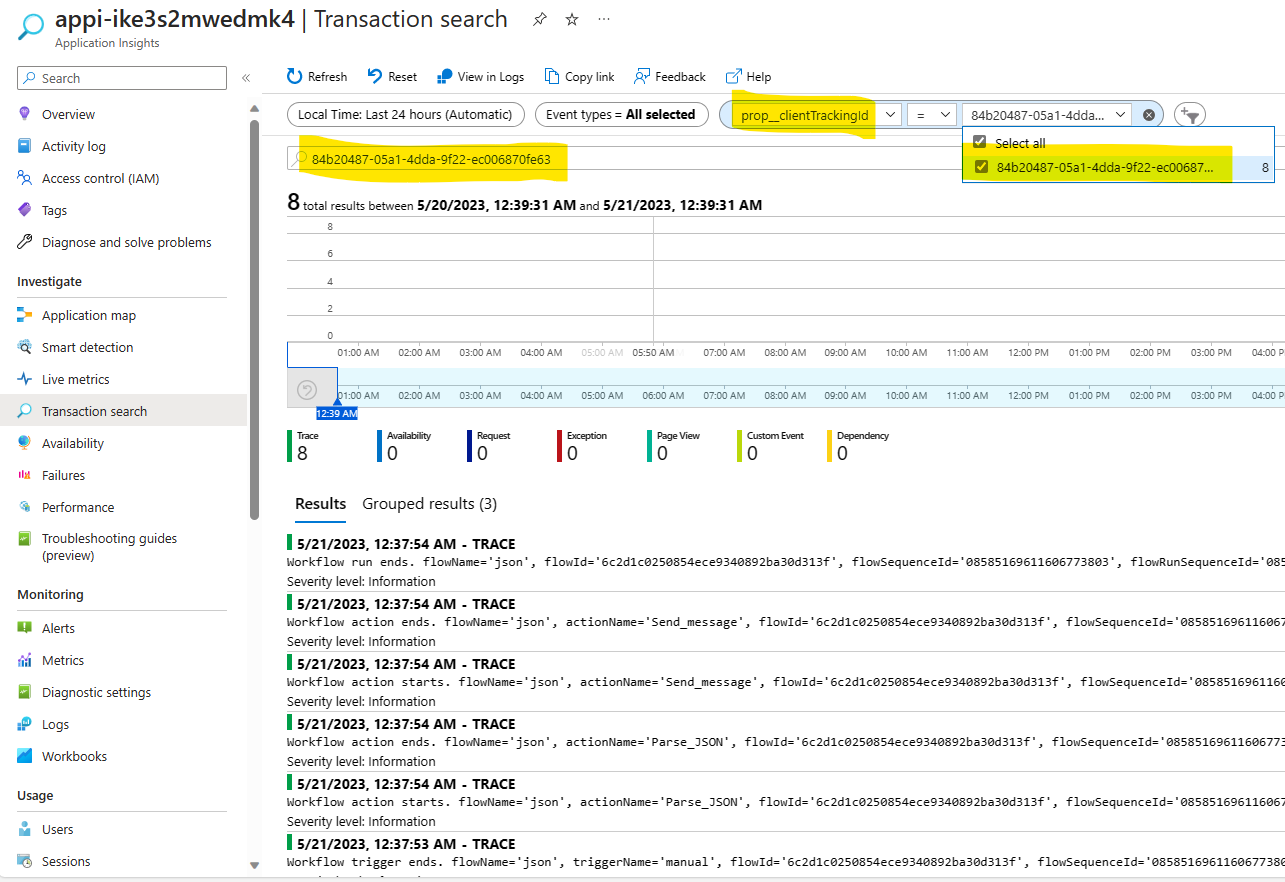 appi-ike3s2mwedmk4 | Transaction search
Application Insights
Search
Overview
Activity log
Access control (IAM)
Tags
Diagnose and solve problems
Investigate
Application map
Smart detection
Live metrics
Transaction search
Availability
Failures
Performance
Troubleshooting guides
(preview)
Monitoring
Alerts
Metrics
Diagnostic settings
Logs
Workbooks
Usage
Users
Sessions
Refresh Reset View in Logs Copy link Feedback Help
Local Time: Last 24 hours (Automatic) Event types = All selected prop__clientTrackingId = 84b20487-05a1-4dda...
Select all
84b20487-05a1-4dda-9f22-ec00687... 8
84b20487-05a1-4dda-9f22-ec006870fe63
8 total results between 5/20/2023, 12:39:31 AM and 5/21/2023, 12:39:31 AM
8
6
4
2
0
01:00 AM 02:00 AM 03:00 AM 04:00 AM 05:00 AM 05:50 AM 07:00 AM 08:00 AM 09:00 AM 10:00 AM 11:00 AM 12:00 PM 01:00 PM 02:00 PM 03:00 PM 04:00 P
01:00 AM 02:00 AM 03:00 AM 04:00 AM 05:00 AM 06:00 AM 07:00 AM 08:00 AM 09:00 AM 10:00 AM 11:00 AM 12:00 PM 01:00 PM 02:00 PM 03:00 PM 04:00 P
12:39 AM
Trace Availability Request Exception Page View Custom Event Dependency
8 0 0 0 0 0 0
Results Grouped results (3)
5/21/2023, 12:37:54 AM - TRACE
Workflow run ends. flowName='json', flowId='6c2d1c0250854ece9340892ba30d313f', flowSequenceId='08585169611606773803', flowRunSequenceId='085
Severity level: Information
5/21/2023, 12:37:54 AM - TRACE
Workflow action ends. flowName='json', actionName='Send_message', flowId='6c2d1c0250854ece9340892ba30d313f', flowSequenceId='085851696116067
Severity level: Information
5/21/2023, 12:37:54 AM - TRACE
Workflow action starts. flowName='json', actionName='Send_message', flowId='6c2d1c0250854ece9340892ba30d313f', flowSequenceId='0858516961160
Severity level: Information
5/21/2023, 12:37:54 AM - TRACE
Workflow action ends. flowName='json', actionName='Parse_JSON', flowId='6c2d1c0250854ece9340892ba30d313f', flowSequenceId='08585169611606773
Severity level: Information
5/21/2023, 12:37:54 AM - TRACE
Workflow action starts. flowName='json', actionName='Parse_JSON', flowId='6c2d1c0250854ece9340892ba30d313f', flowSequenceId='085851696116067
Severity level: Information
5/21/2023, 12:37:53 AM - TRACE
Workflow trigger ends. flowName='json', triggerName='manual', flowId='6c2d1c0250854ece9340892ba30d313f', flowSequenceId='0858516961160677380